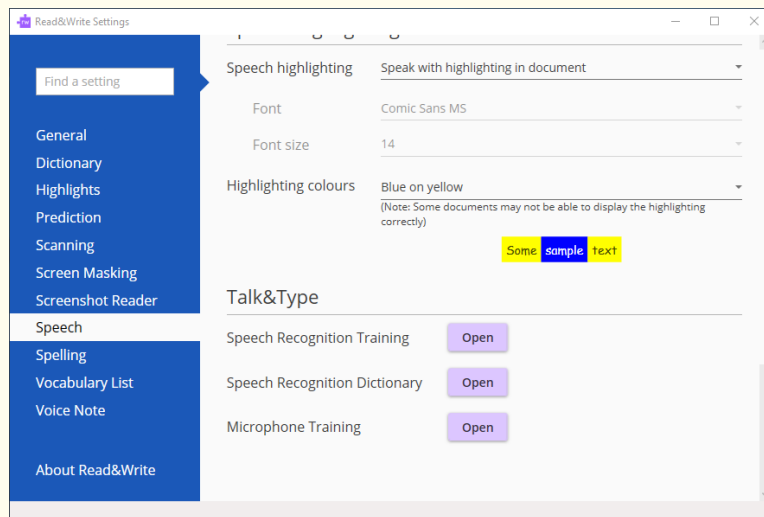 Read&Write Settings
Find a setting
General
Dictionary
Highlights
Prediction
Scanning
Screen Masking
Screenshot Reader
Speech
Spelling
Vocabulary List
Voice Note
About Read&Write
Speech highlighting Speak with highlighting in document
Font Comic Sans MS
Font size 14
Highlighting colours Blue on yellow
(Note: Some documents may not be able to display the highlighting
correctly)
Some sample text
Talk&Type
Speech Recognition Training Open
Speech Recognition Dictionary Open
Microphone Training Open